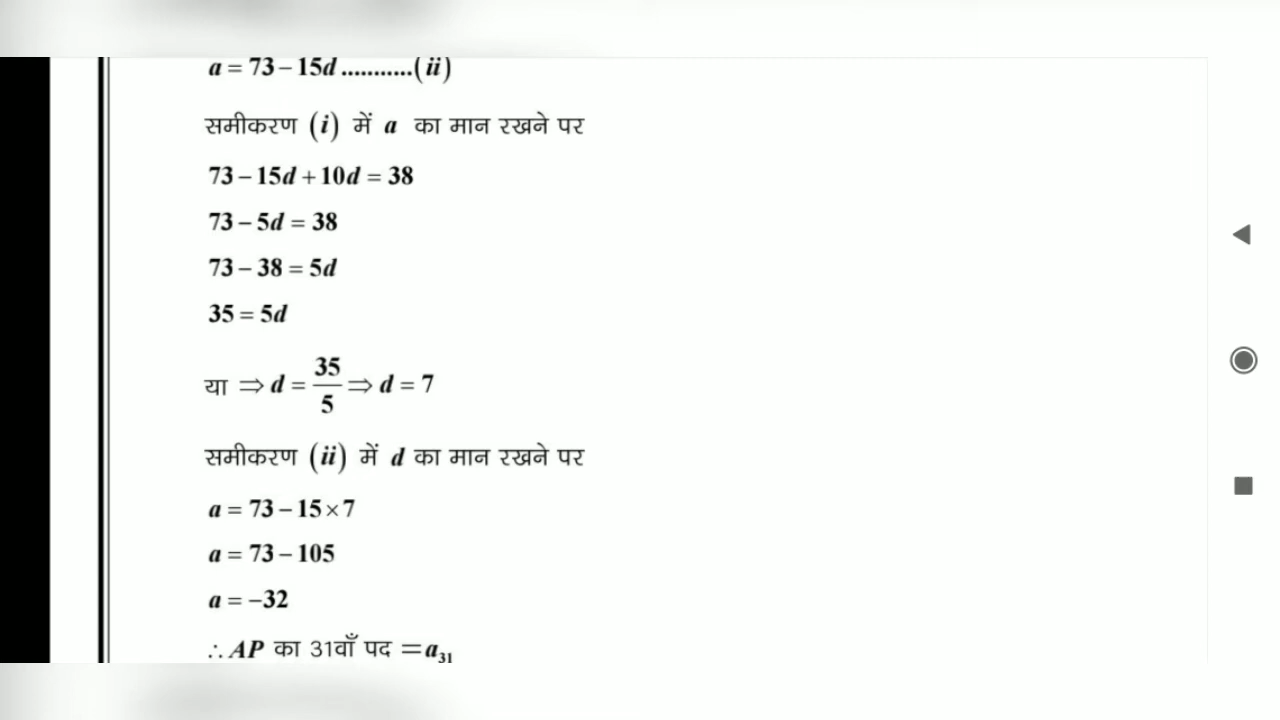 a = 73 – 15d ...........(ii)
समीकरण (i) में a का मान रखने पर
73 – 15d + 10d = 38
73 – 5d = 38
73 – 38 = 5d
35 = 5d
या ⇒ d = 35/5 ⇒ d = 7
समीकरण (ii) में d का मान रखने पर
a = 73 – 15 × 7
a = 73 – 105
a = –32
∴ AP का 31वाँ पद = a₃₁